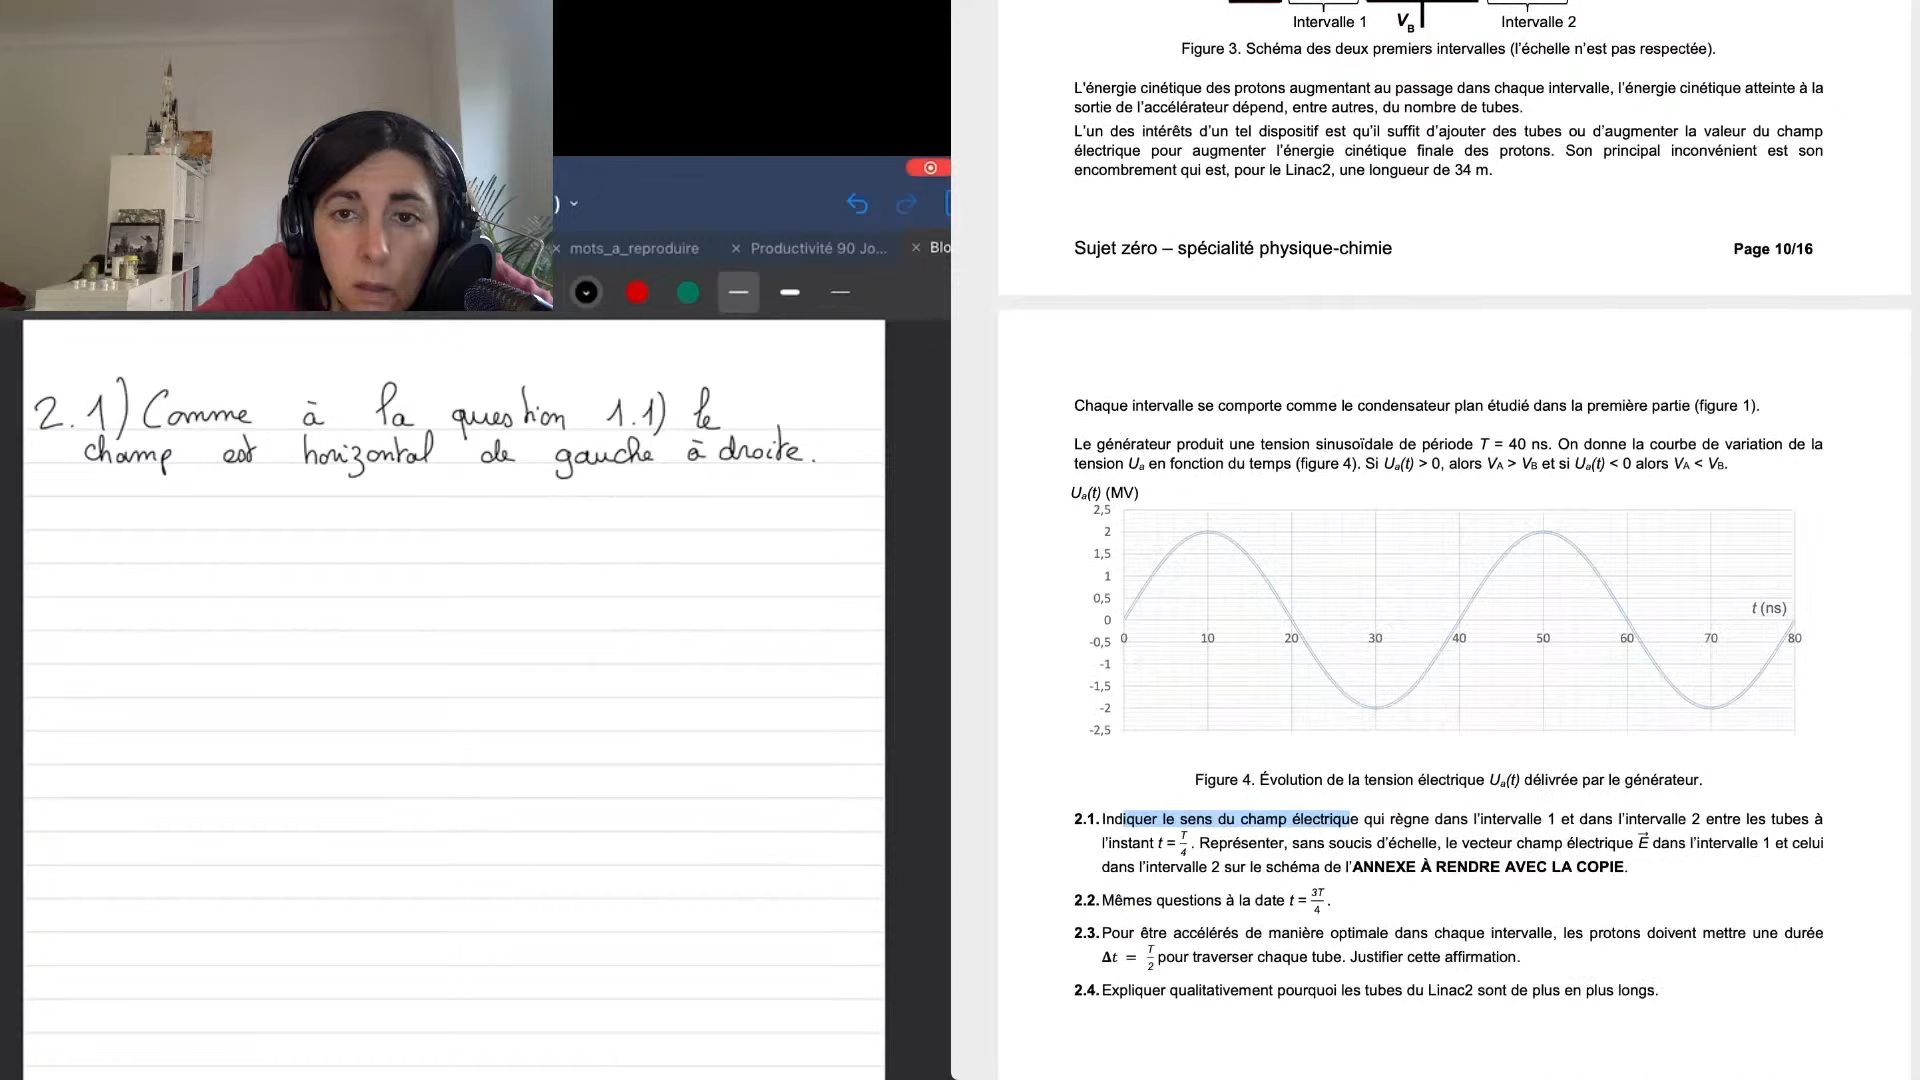 ) ⌄
× mots_a_reproduire × Productivité 90 Jo... × Blo
2.1) Comme à la question 1.1) le
champ est horizontal de gauche à droite.
Intervalle 1 VB Intervalle 2
Figure 3. Schéma des deux premiers intervalles (l'échelle n'est pas respectée).
L'énergie cinétique des protons augmentant au passage dans chaque intervalle, l'énergie cinétique atteinte à la
sortie de l'accélérateur dépend, entre autres, du nombre de tubes.
L'un des intérêts d'un tel dispositif est qu'il suffit d'ajouter des tubes ou d'augmenter la valeur du champ
électrique pour augmenter l'énergie cinétique finale des protons. Son principal inconvénient est son
encombrement qui est, pour le Linac2, une longueur de 34 m.
Sujet zéro – spécialité physique-chimie Page 10/16
Chaque intervalle se comporte comme le condensateur plan étudié dans la première partie (figure 1).
Le générateur produit une tension sinusoïdale de période T = 40 ns. On donne la courbe de variation de la
tension Ua en fonction du temps (figure 4). Si Ua(t) > 0, alors VA > VB et si Ua(t) < 0 alors VA < VB.
Ua(t) (MV)
2,5
2
1,5
1
0,5
0
-0,5
-1
-1,5
-2
-2,5
t (ns)
0 10 20 30 40 50 60 70 80
Figure 4. Évolution de la tension électrique Ua(t) délivrée par le générateur.
2.1. Indiquer le sens du champ électrique qui règne dans l'intervalle 1 et dans l'intervalle 2 entre les tubes à
l'instant t = T/4 . Représenter, sans soucis d'échelle, le vecteur champ électrique E⃗ dans l'intervalle 1 et celui
dans l'intervalle 2 sur le schéma de l'ANNEXE À RENDRE AVEC LA COPIE.
2.2. Mêmes questions à la date t = 3T/4 .
2.3. Pour être accélérés de manière optimale dans chaque intervalle, les protons doivent mettre une durée
Δt = T/2 pour traverser chaque tube. Justifier cette affirmation.
2.4. Expliquer qualitativement pourquoi les tubes du Linac2 sont de plus en plus longs.